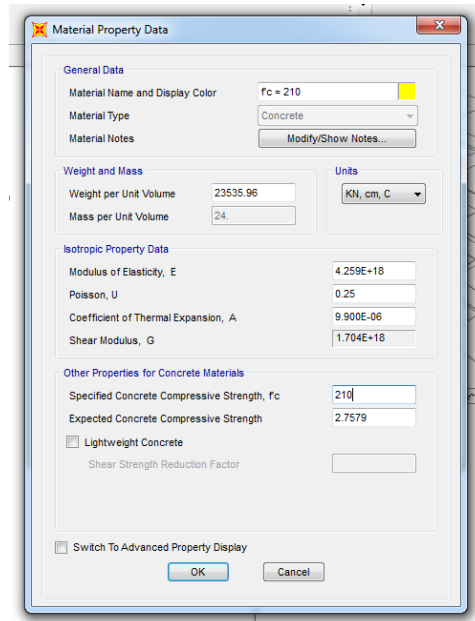 Material Property Data
General Data
Material Name and Display Color f'c = 210
Material Type Concrete
Material Notes Modify/Show Notes...
Weight and Mass Units
Weight per Unit Volume 23535.96 KN, cm, C
Mass per Unit Volume 24.
Isotropic Property Data
Modulus of Elasticity, E 4.259E+18
Poisson, U 0.25
Coefficient of Thermal Expansion, A 9.900E-06
Shear Modulus, G 1.704E+18
Other Properties for Concrete Materials
Specified Concrete Compressive Strength, f'c 210
Expected Concrete Compressive Strength 2.7579
Lightweight Concrete
Shear Strength Reduction Factor
Switch To Advanced Property Display
OK Cancel